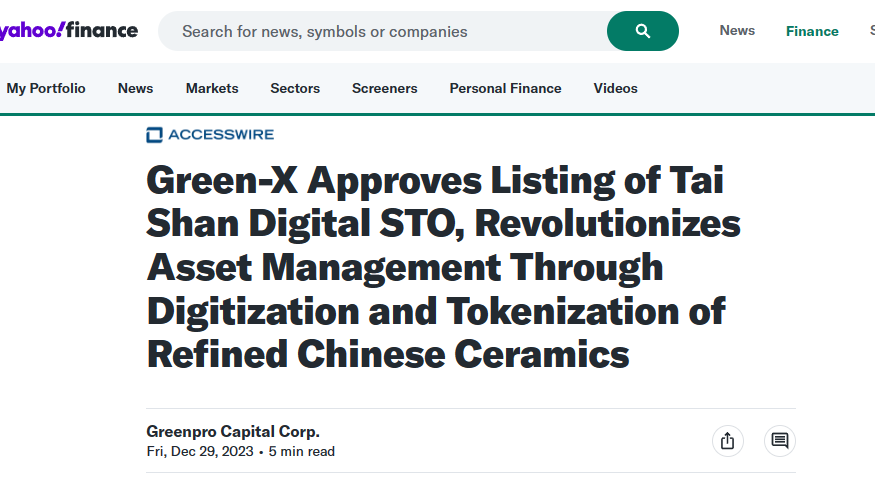 yahoo!finance
Search for news, symbols or companies
News Finance S
My Portfolio News Markets Sectors Screeners Personal Finance Videos
ACCESSWIRE
Green-X Approves Listing of Tai
Shan Digital STO, Revolutionizes
Asset Management Through
Digitization and Tokenization of
Refined Chinese Ceramics
Greenpro Capital Corp.
Fri, Dec 29, 2023 • 5 min read